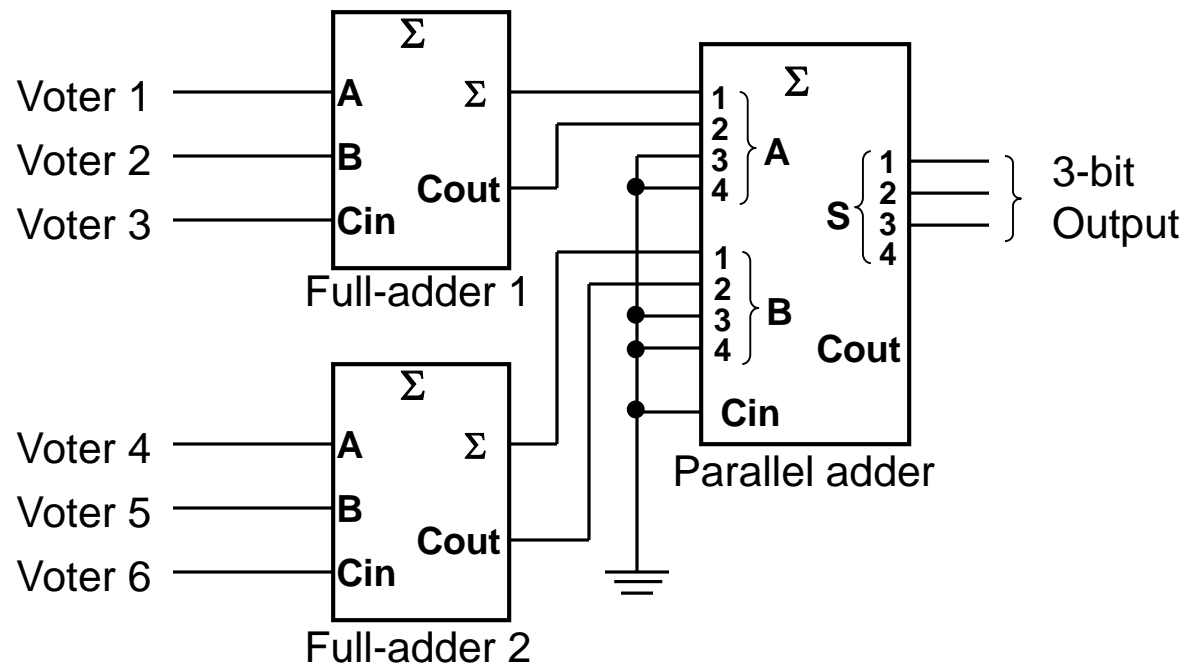 Σ
Voter 1
A
Σ
Voter 2
B
Cout
Voter 3
Cin
Full-adder 1
Σ
Voter 4
A
Σ
Voter 5
B
Cout
Voter 6
Cin
Full-adder 2
Σ
1
2
3
4
A
1
2
3
4
B
Cin
S
1
2
3
4
Cout
Parallel adder
3-bit
Output